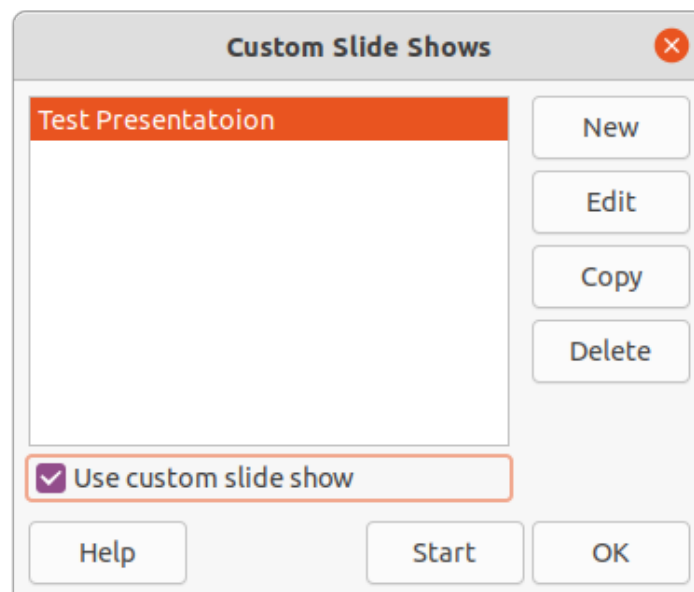 Custom Slide Shows
Test Presentatoion
New
Edit
Copy
Delete
Use custom slide show
Help
Start
OK